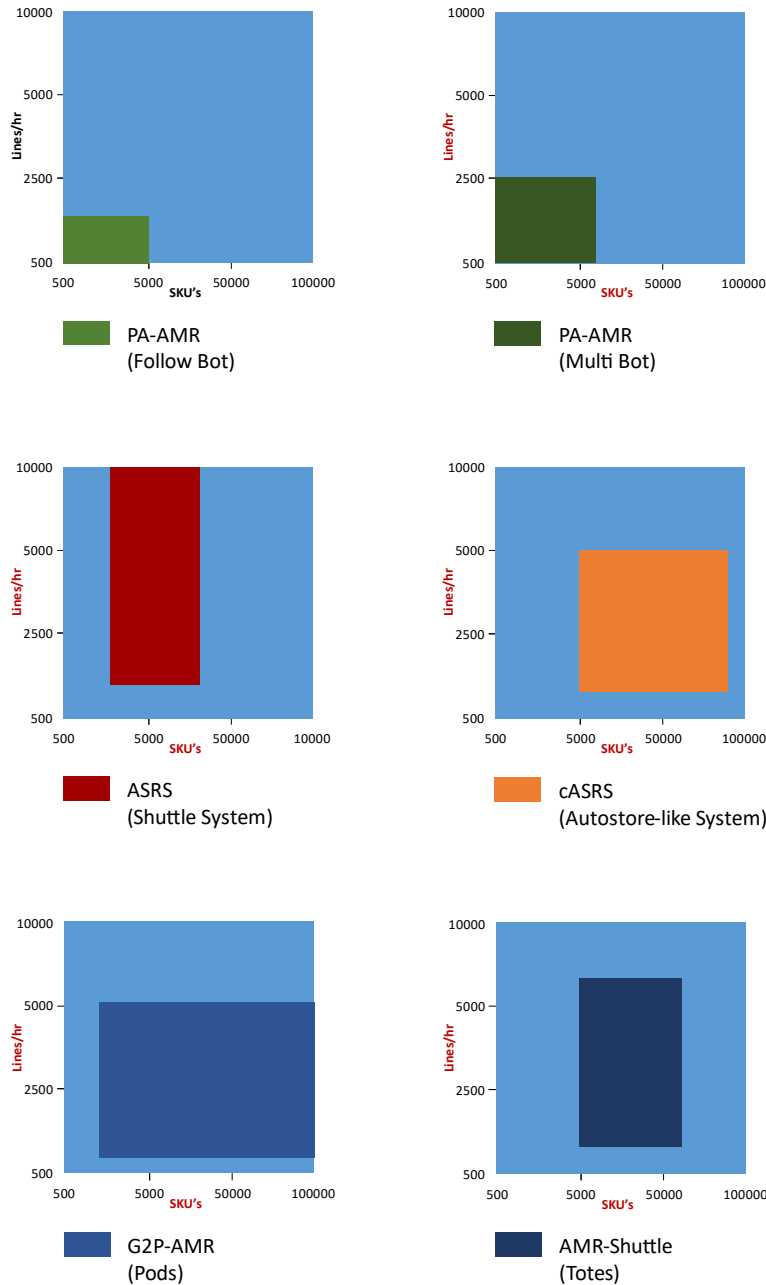 10000
5000
Lines/hr
2500
500
500 5000 50000 100000
SKU's
PA-AMR
(Follow Bot)
10000
5000
Lines/hr
2500
500
500 5000 50000 100000
SKU's
PA-AMR
(Multi Bot)
10000
5000
Lines/hr
2500
500
500 5000 50000 10000
SKU's
ASRS
(Shuttle System)
10000
5000
Lines/hr
2500
500
500 5000 50000 100000
SKU's
cASRS
(Autostore-like System)
10000
5000
Lines/hr
2500
500
500 5000 50000 100000
SKU's
G2P-AMR
(Pods)
10000
5000
Lines/hr
2500
500
500 5000 50000 100000
SKU's
AMR-Shuttle
(Totes)